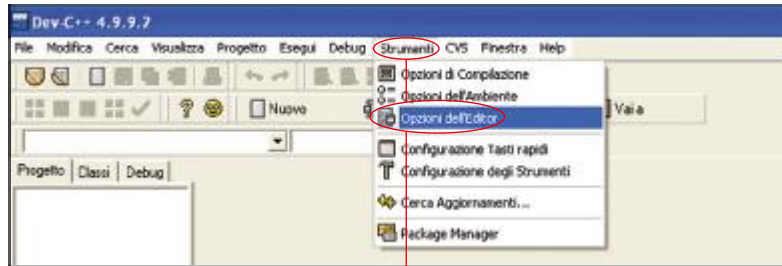 Dev-C++ 4.9.9.2
File Modifica Cerca Visualizza Progetto Esegui Debug Strumenti CVS Finestra Help
Opzioni di Compilazione
Opzioni dell'Ambiente
Nuovo Vai a
Opzioni dell'Editor
Configurazione Tasti rapidi
Progetto Classi Debug
Configurazione degli Strumenti
Cerca Aggiornamenti...
Package Manager